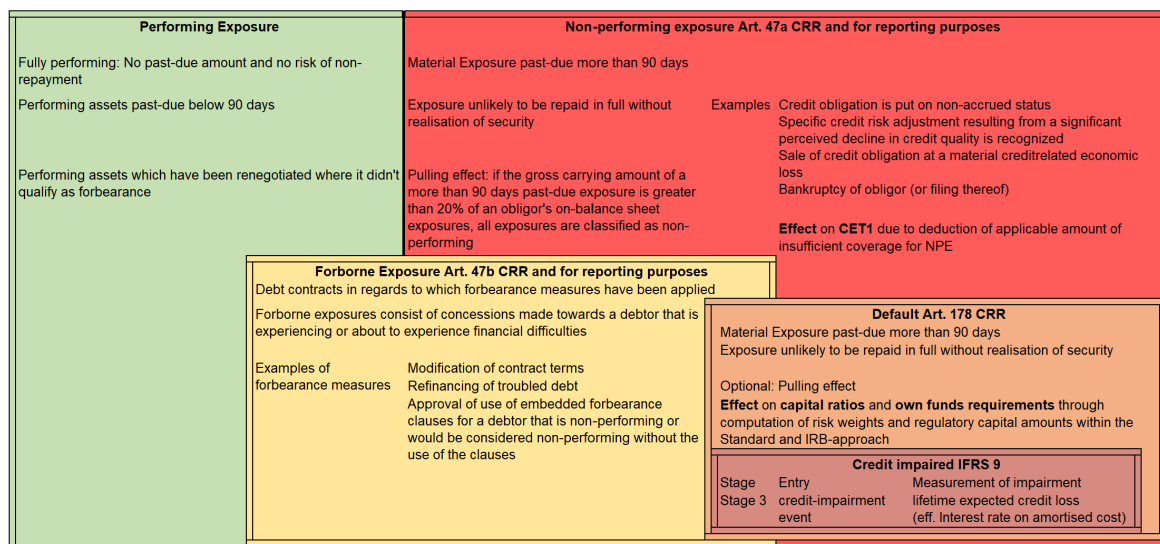 Performing Exposure
Fully performing: No past-due amount and no risk of non-
repayment
Performing assets past-due below 90 days
Performing assets which have been renegotiated where it didn't
qualify as forbearance
Non-performing exposure Art. 47a CRR and for reporting purposes
Material Exposure past-due more than 90 days
Exposure unlikely to be repaid in full without
realisation of security
Pulling effect: if the gross carrying amount of a
more than 90 days past-due exposure is greater
than 20% of an obligor's on-balance sheet
exposures, all exposures are classified as non-
performing
Examples
Credit obligation is put on non-accrued status
Specific credit risk adjustment resulting from a significant
perceived decline in credit quality is recognized
Sale of credit obligation at a material creditrelated economic
loss
Bankruptcy of obligor (or filing thereof)
Effect on CET1 due to deduction of applicable amount of
insufficient coverage for NPE
Forborne Exposure Art. 47b CRR and for reporting purposes
Debt contracts in regards to which forbearance measures have been applied
Forborne exposures consist of concessions made towards a debtor that is
experiencing or about to experience financial difficulties
Examples of
forbearance measures
Modification of contract terms
Refinancing of troubled debt
Approval of use of embedded forbearance
clauses for a debtor that is non-performing or
would be considered non-performing without the
use of the clauses
Default Art. 178 CRR
Material Exposure past-due more than 90 days
Exposure unlikely to be repaid in full without realisation of security
Optional: Pulling effect
Effect on capital ratios and own funds requirements through
computation of risk weights and regulatory capital amounts within the
Standard and IRB-approach
Credit impaired IFRS 9
Stage Entry Measurement of impairment
Stage 3 credit-impairment lifetime expected credit loss
event (eff. Interest rate on amortised cost)